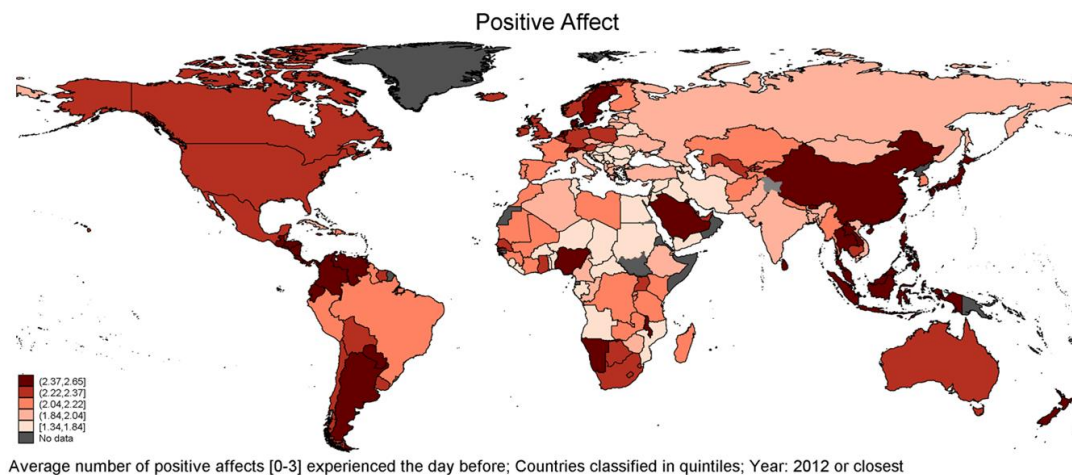 Positive Affect
(2.37,2.65]
(2.22,2.37]
(2.04,2.22]
(1.84,2.04]
[1.34,1.84]
No data
Average number of positive affects [0-3] experienced the day before; Countries classified in quintiles; Year: 2012 or closest